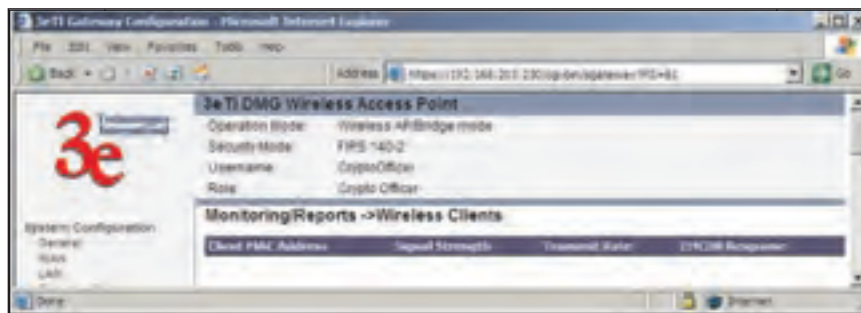 3eTI Gateway Configuration - Microsoft Internet Explorer
File Edit View Favorites Tools Help
Back
Address
Go
3e
3eTI DMG Wireless Access Point
Operation Mode: Wireless AP/Bridge mode
Security Mode: FIPS 140-2
Username CryptoOfficer
Role: Crypto Officer
System Configuration
General
WAN
LAN
Monitoring/Reports ->Wireless Clients
Client MAC Address Signal Strength Transmit Rate
Done
Internet